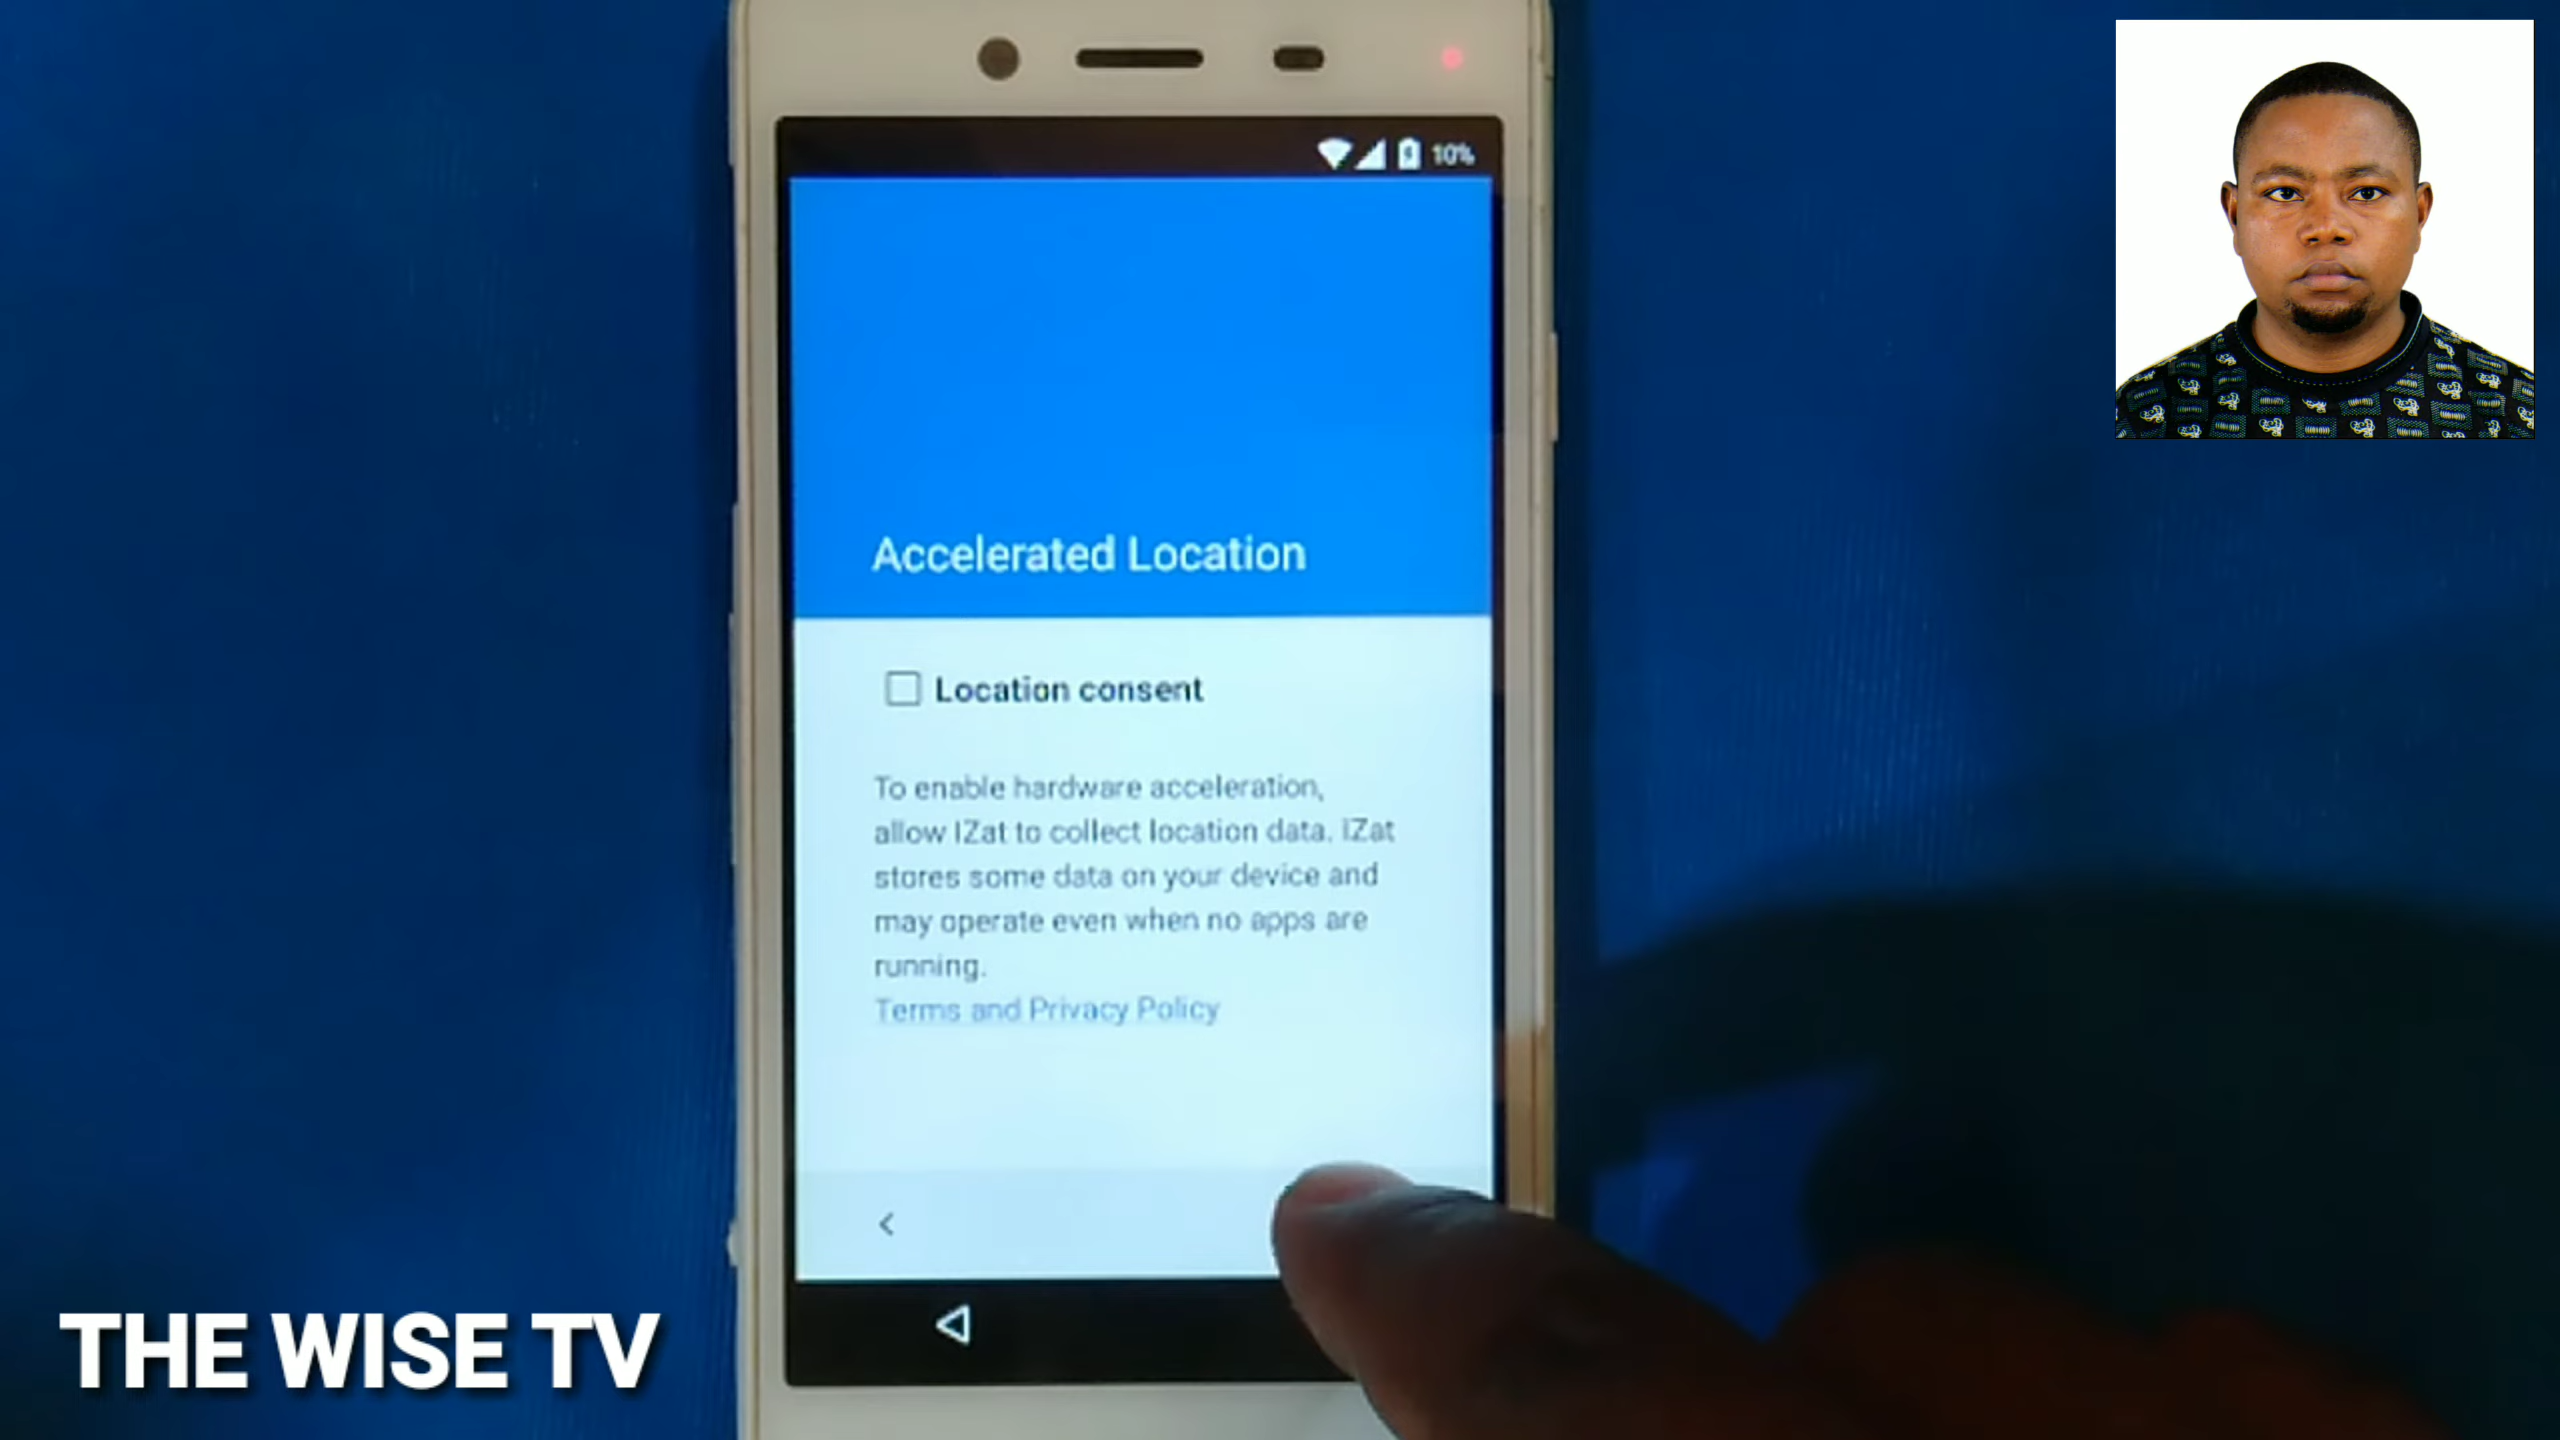 10%
Accelerated Location
Location consent
To enable hardware acceleration,
allow IZat to collect location data. IZat
stores some data on your device and
may operate even when no apps are
running.
Terms and Privacy Policy
THE WISE TV